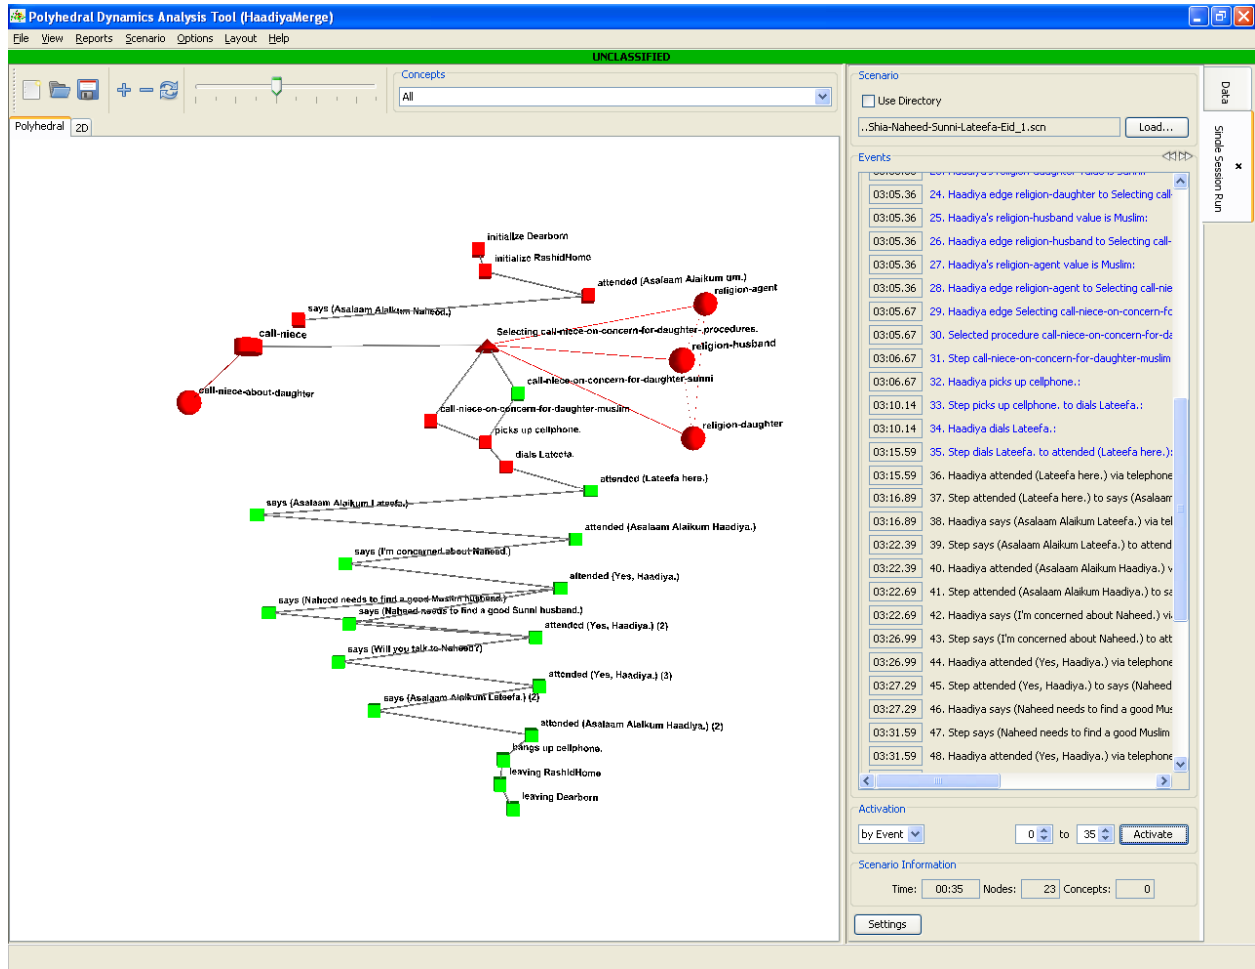 Polyhedral Dynamics Analysis Tool (HaadiyaMerge)
File View Reports Scenario Options Layout Help
UNCLASSIFIED
Concepts
All
Polyhedral 2D
initialize Dearborn
initialize RashidHome
attended (Asalaam Alaikum um.)
religion-agent
says (Asalaam Alaikum Naheed.)
call-niece
Selecting call-niece-on-concern-for-daughter-procedures.
religion-husband
call-niece-on-concern-for-daughter-sunni
call-niece-about-daughter
call-niece-on-concern-for-daughter-muslim
religion-daughter
picks up cellphone.
dials Lateefa.
attended (Lateefa here.)
says (Asalaam Alaikum Lateefa.)
attended (Asalaam Alaikum Haadiya.)
says (I'm concerned about Naheed.)
attended (Yes, Haadiya.)
says (Naheed needs to find a good Muslim husband.)
says (Naheed needs to find a good Sunni husband.)
attended (Yes, Haadiya.) (2)
says (Will you talk to Naheed?)
attended (Yes, Haadiya.) (3)
says (Asalaam Alaikum Lateefa.) (2)
attended (Asalaam Alaikum Haadiya.) (2)
hangs up cellphone.
leaving RashidHome
leaving Dearborn
Scenario
Use Directory
..Shia-Naheed-Sunni-Lateefa-Eid_1.scn Load...
Events
03:05.36 24. Haadiya edge religion-daughter to Selecting call-
03:05.36 25. Haadiya's religion-husband value is Muslim:
03:05.36 26. Haadiya edge religion-husband to Selecting call-
03:05.36 27. Haadiya's religion-agent value is Muslim:
03:05.36 28. Haadiya edge religion-agent to Selecting call-nie
03:05.67 29. Haadiya edge Selecting call-niece-on-concern-fo
03:05.67 30. Selected procedure call-niece-on-concern-for-da
03:06.67 31. Step call-niece-on-concern-for-daughter-muslim
03:06.67 32. Haadiya picks up cellphone.:
03:10.14 33. Step picks up cellphone. to dials Lateefa.:
03:10.14 34. Haadiya dials Lateefa.:
03:15.59 35. Step dials Lateefa. to attended (Lateefa here.):
03:15.59 36. Haadiya attended (Lateefa here.) via telephone
03:16.89 37. Step attended (Lateefa here.) to says (Asalaam
03:16.89 38. Haadiya says (Asalaam Alaikum Lateefa.) via tel
03:22.39 39. Step says (Asalaam Alaikum Lateefa.) to attend
03:22.39 40. Haadiya attended (Asalaam Alaikum Haadiya.) v
03:22.69 41. Step attended (Asalaam Alaikum Haadiya.) to sa
03:22.69 42. Haadiya says (I'm concerned about Naheed.) vi
03:26.99 43. Step says (I'm concerned about Naheed.) to att
03:26.99 44. Haadiya attended (Yes, Haadiya.) via telephone
03:27.29 45. Step attended (Yes, Haadiya.) to says (Naheed
03:27.29 46. Haadiya says (Naheed needs to find a good Mus
03:31.59 47. Step says (Naheed needs to find a good Muslim
03:31.59 48. Haadiya attended (Yes, Haadiya.) via telephone
Activation
by Event 0 to 35 Activate
Scenario Information
Time: 00:35 Nodes: 23 Concepts: 0
Settings
Data
Single Session Run